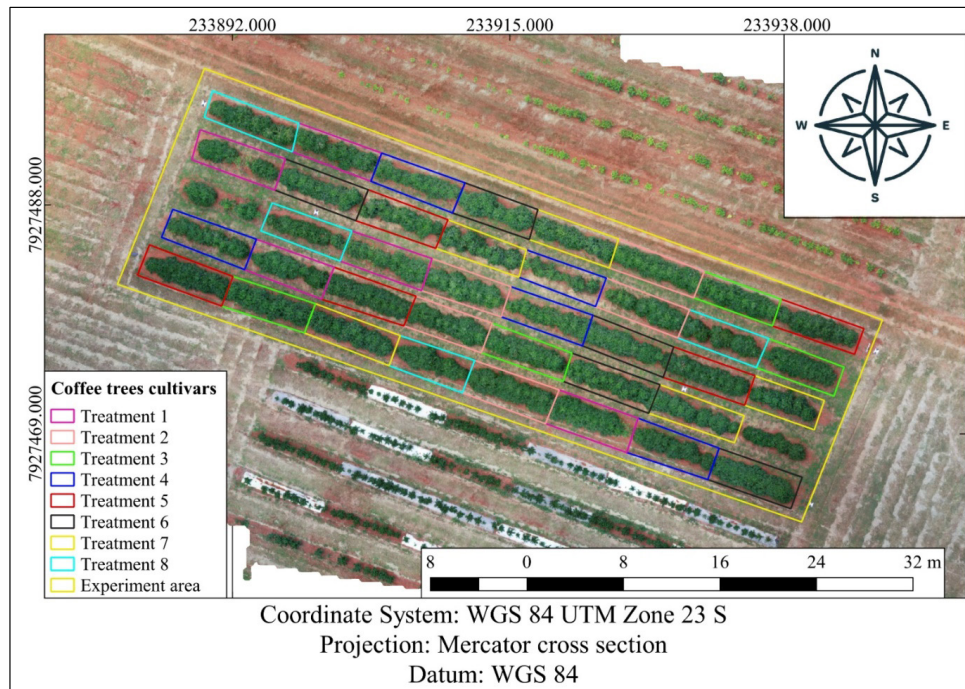 233892.000 233915.000 233938.000
N
W E
S
7927488.000
7927469.000
Coffee trees cultivars
Treatment 1
Treatment 2
Treatment 3
Treatment 4
Treatment 5
Treatment 6
Treatment 7
Treatment 8
Experiment area
8 0 8 16 24 32 m
Coordinate System: WGS 84 UTM Zone 23 S
Projection: Mercator cross section
Datum: WGS 84